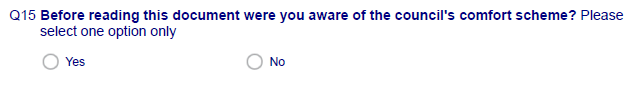 Q15 Before reading this document were you aware of the council's comfort scheme? Please
select one option only
Yes No